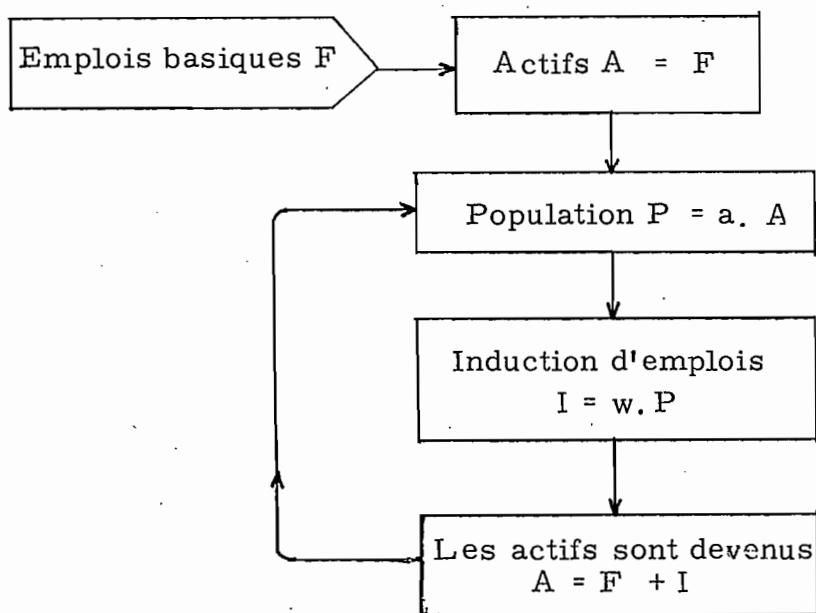 Emplois basiques F
Actifs A = F
Population P = a. A
Induction d'emplois
I = w. P
Les actifs sont devenus
A = F + I